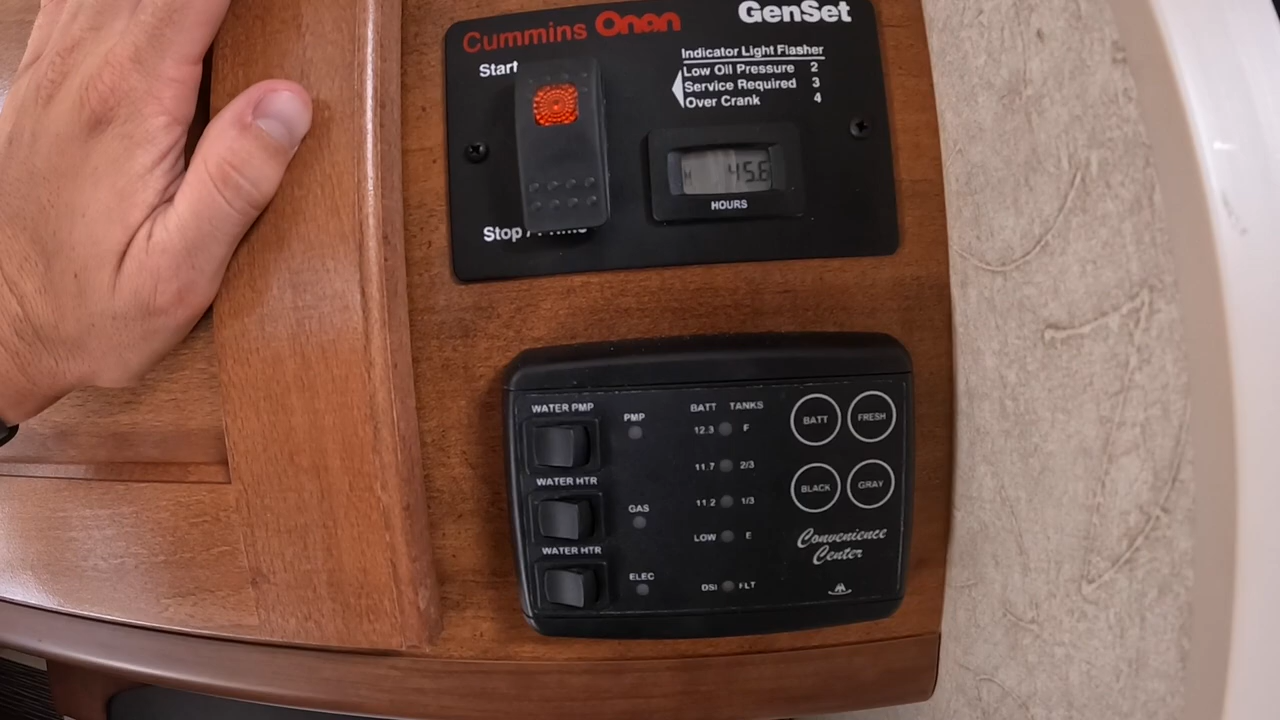 Cummins Onan
GenSet
Start
Indicator Light Flasher
Low Oil Pressure 2
Service Required 3
Over Crank 4
H 45.6
HOURS
Stop
WATER PMP
PMP
BATT TANKS
12.3 F
11.7 2/3
11.2 1/3
LOW E
DSI FLT
WATER HTR
GAS
WATER HTR
ELEC
BATT
FRESH
BLACK
GRAY
Convenience
Center